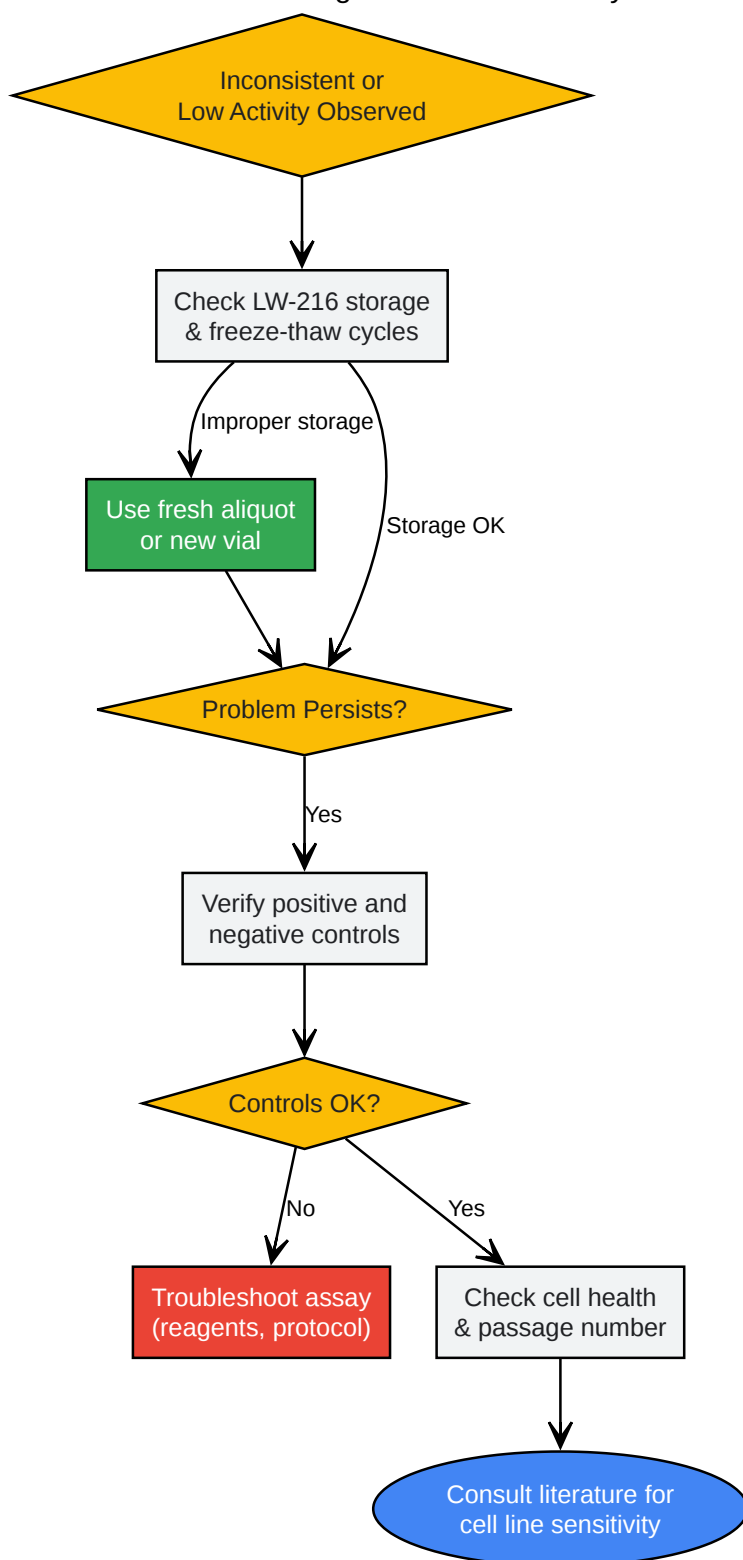 Inconsistent or
Low Activity Observed
Check LW-216 storage
& freeze-thaw cycles
Improper storage
Use fresh aliquot
or new vial
Storage OK
Problem Persists?
Yes
Verify positive and
negative controls
Controls OK?
No
Yes
Troubleshoot assay
(reagents, protocol)
Check cell health
& passage number
Consult literature for
cell line sensitivity